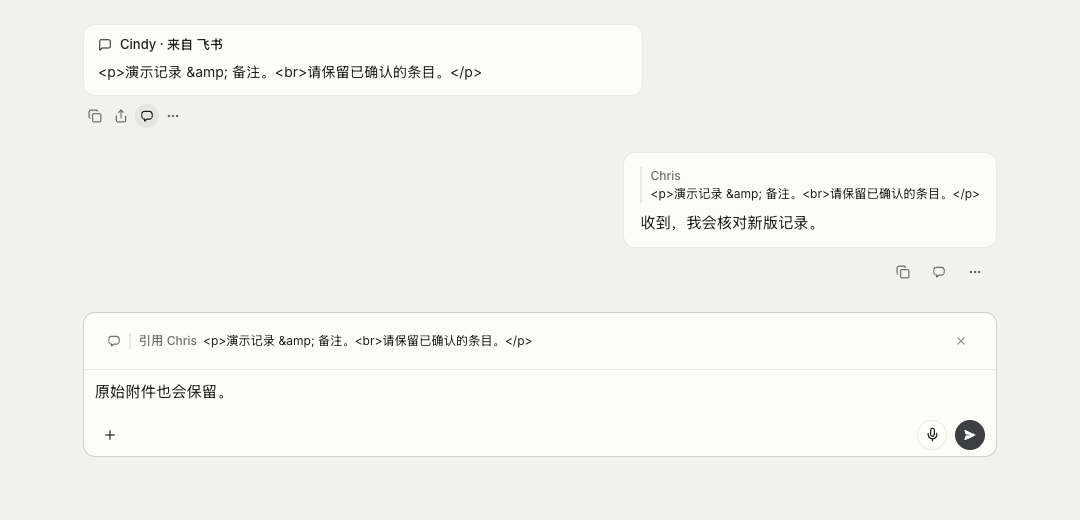 Cindy · 来自 飞书
<p>演示记录 &amp; 备注。<br>请保留已确认的条目。</p>
Chris
<p>演示记录 &amp; 备注。<br>请保留已确认的条目。</p>
收到，我会核对新版记录。
引用 Chris <p>演示记录 &amp; 备注。<br>请保留已确认的条目。</p>
原始附件也会保留。